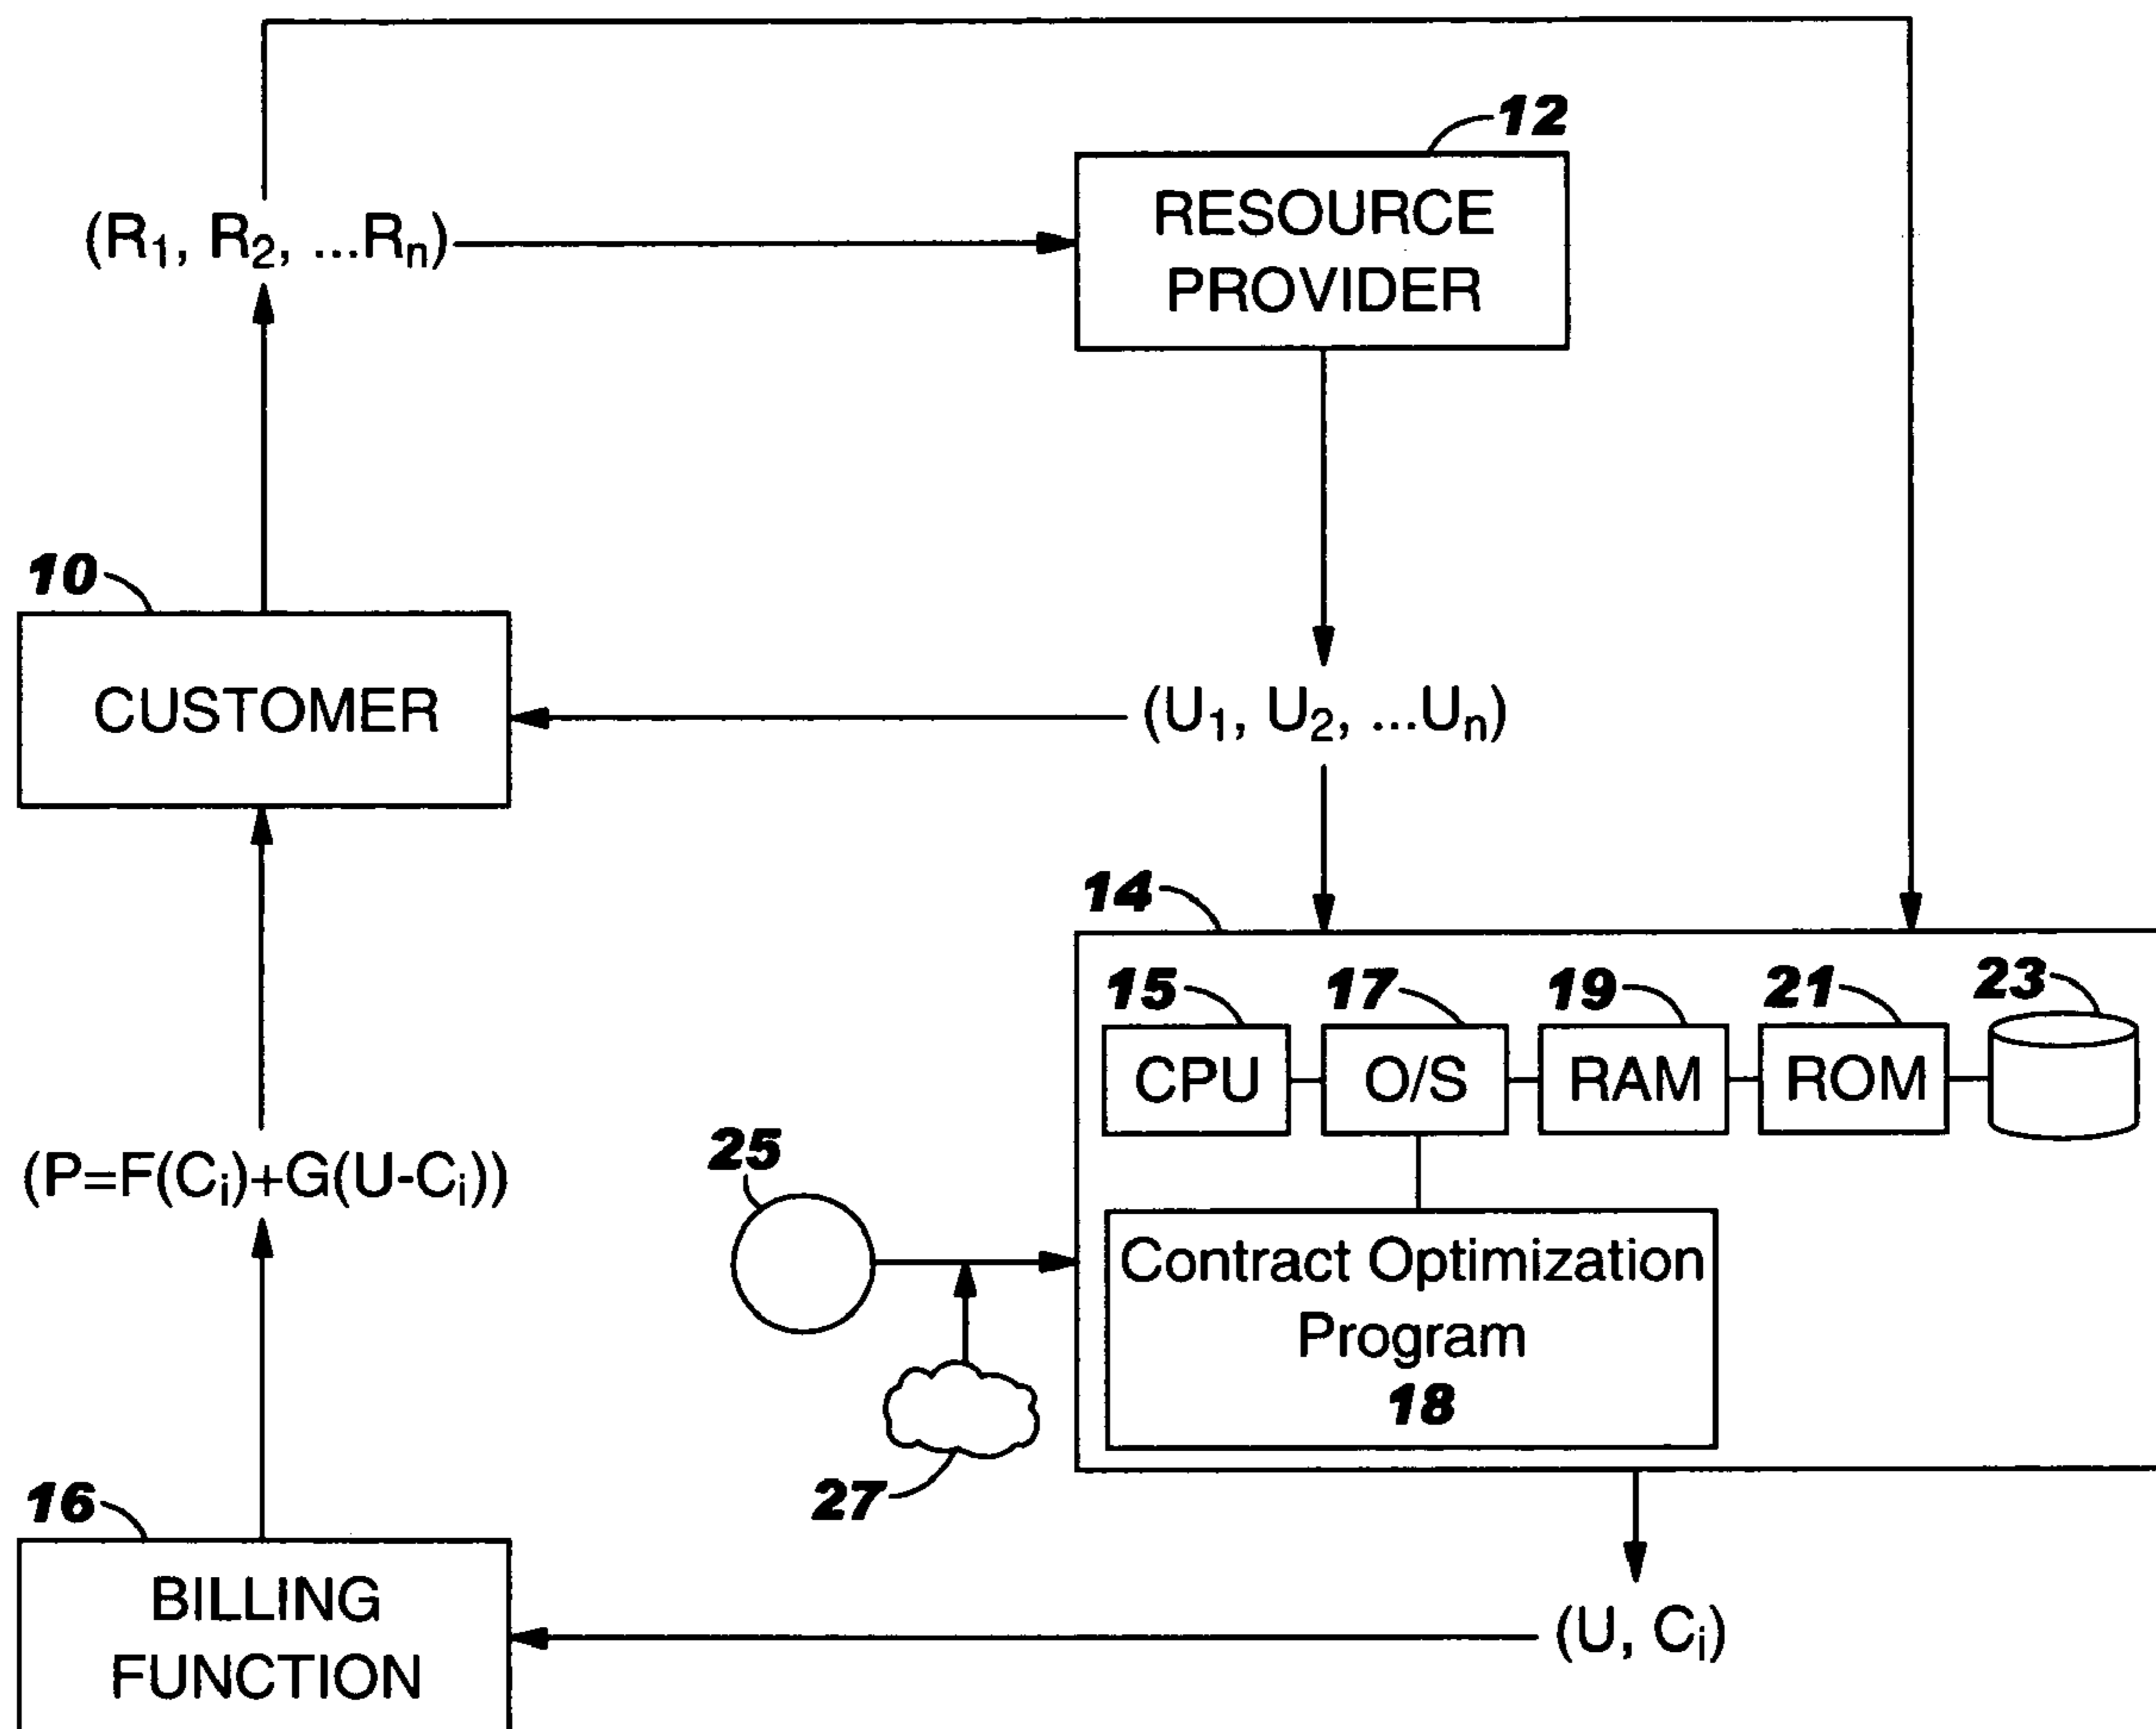 12
RESOURCE
PROVIDER
(R1, R2, ...Rn)
10
CUSTOMER
(U1, U2, ...Un)
14
15
17
19
21
23
CPU
O/S
RAM
ROM
25
(P=F(Ci)+G(U-Ci))
Contract Optimization
Program
18
27
16
BILLING
FUNCTION
(U, Ci)